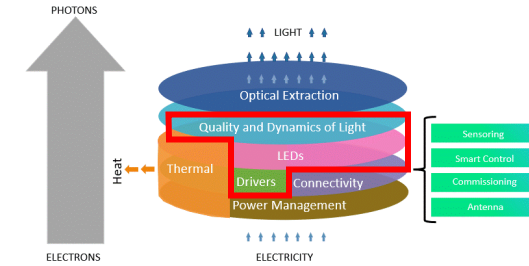 PHOTONS
LIGHT
Optical Extraction
Quality and Dynamics of Light
LEDs
Thermal
Drivers
Connectivity
Power Management
Heat
Sensoring
Smart Control
Commissioning
Antenna
ELECTRONS
ELECTRICITY